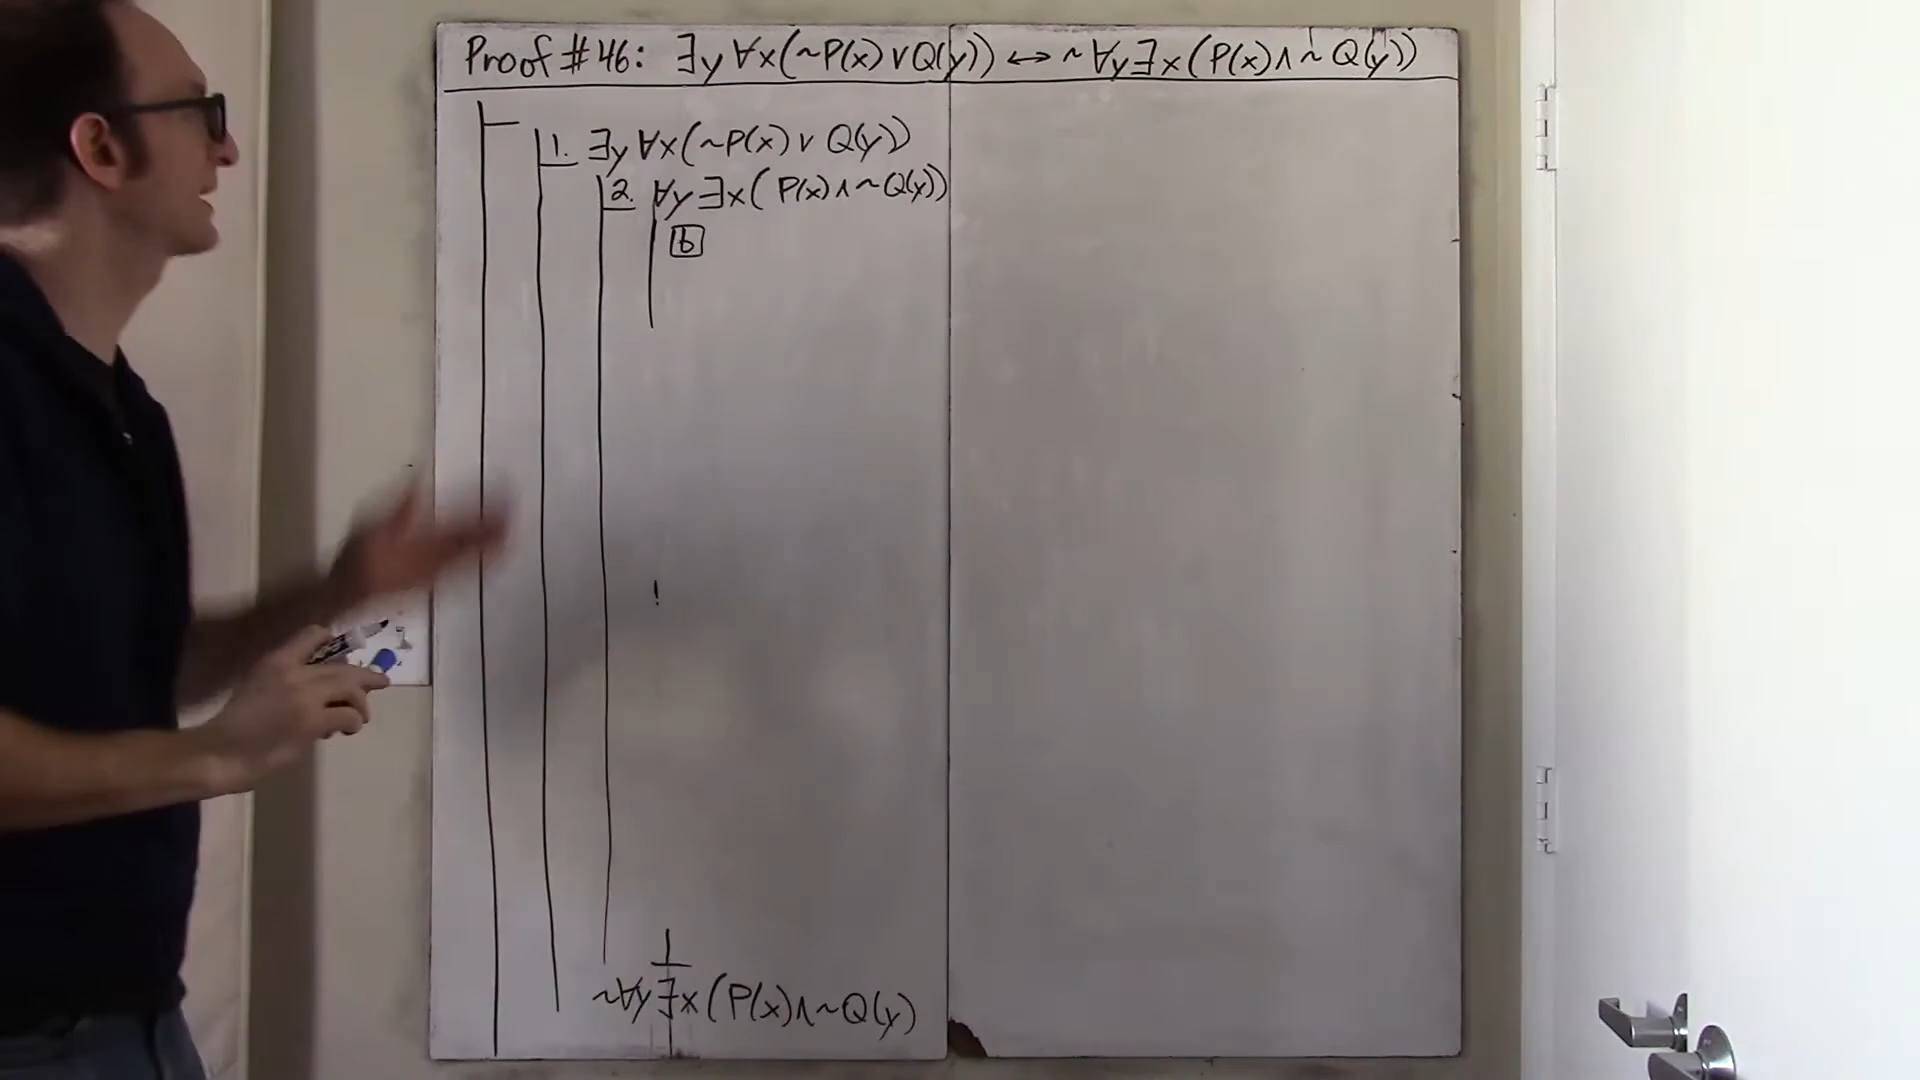 Proof #46: ∃y ∀x(~P(x) ∨ Q(y)) ↔ ~∀y∃x(P(x) ∧ ~Q(y))
1. ∃y ∀x(~P(x) ∨ Q(y))
2. ∀y ∃x(P(x) ∧ ~Q(y))
b
!
⊥
~∀y ∃x(P(x) ∧ ~Q(y)